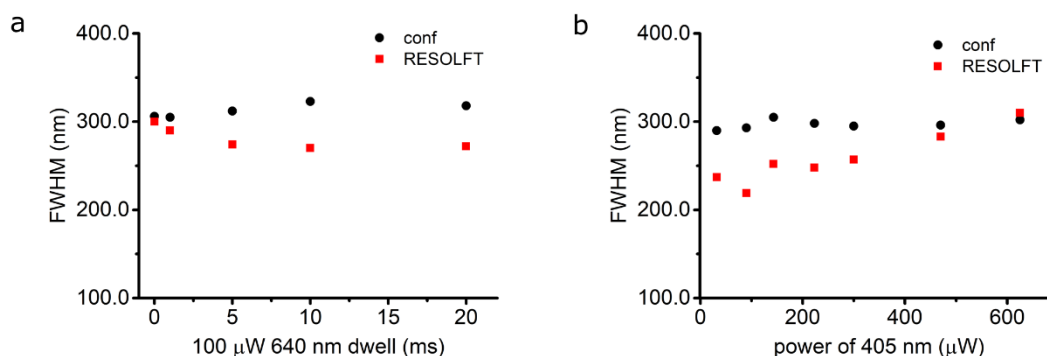 a
400.0
300.0
200.0
100.0
FWHM (nm)
conf
RESOLFT
0 5 10 15 20
100 μW 640 nm dwell (ms)
b
400.0
300.0
200.0
100.0
FWHM (nm)
conf
RESOLFT
0 200 400 600
power of 405 nm (μW)